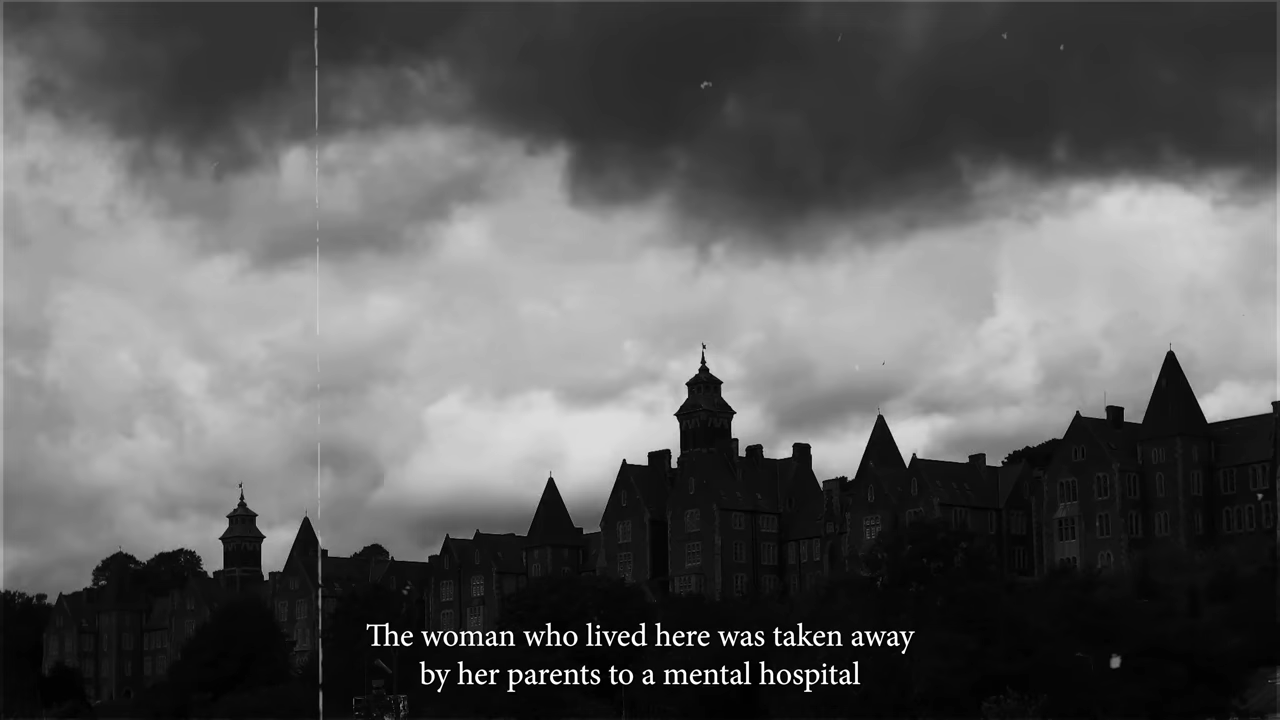 The woman who lived here was taken away
by her parents to a mental hospital